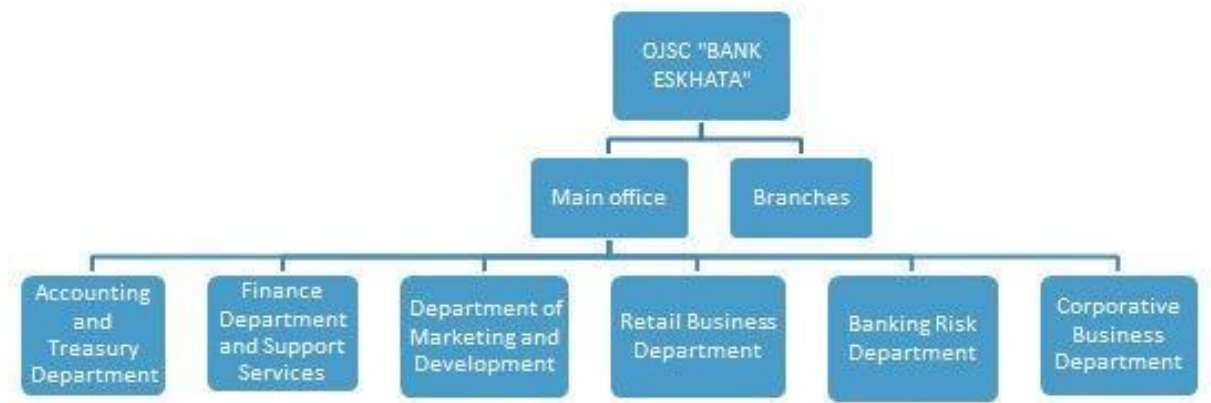 OJSC "BANK
ESKHATA"
Main office
Branches
Accounting
and
Treasury
Department
Finance
Department
and Support
Services
Department of
Marketing and
Development
Retail Business
Department
Banking Risk
Department
Corporative
Business
Department